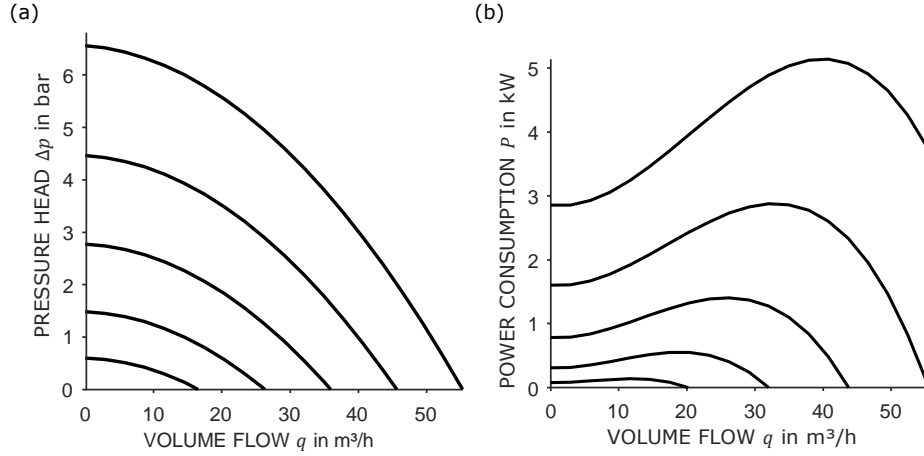 (a)
(b)
PRESSURE HEAD Δp in bar
6
5
4
3
2
1
0
0 10 20 30 40 50
VOLUME FLOW q in m³/h
POWER CONSUMPTION P in kW
5
4
3
2
1
0
0 10 20 30 40 50
VOLUME FLOW q in m³/h